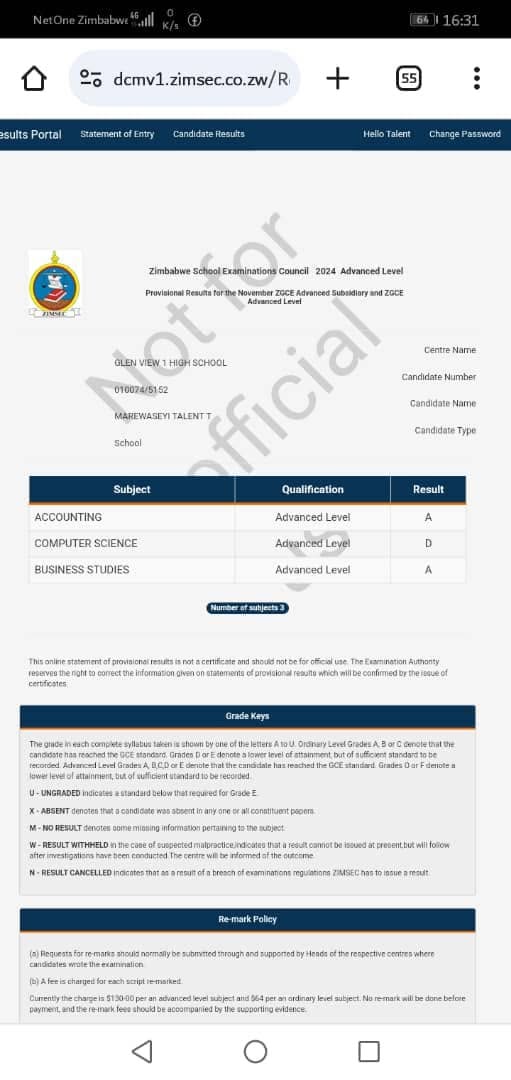 NetOne Zimbabwe 4G 0 K/s 64 16:31
dcmv1.zimsec.co.zw/R 55
esults Portal Statement of Entry Candidate Results Hello Talent Change Password
Zimbabwe School Examinations Council 2024 Advanced Level
Provisional Results for the November ZGCE Advanced Subsidiary and ZGCE
Advanced Level
ZIMSEC
Not for
official
us
Centre Name
GLEN VIEW 1 HIGH SCHOOL
Candidate Number
010074/5152
Candidate Name
MAREWASEYI TALENT T
Candidate Type
School
Subject Qualification Result
ACCOUNTING Advanced Level A
COMPUTER SCIENCE Advanced Level D
BUSINESS STUDIES Advanced Level A
Number of subjects 3
This online statement of provisional results is not a certificate and should not be for official use. The Examination Authority
reserves the right to correct the information given on statements of provisional results which will be confirmed by the issue of
certificates.
Grade Keys
The grade in each complete syllabus taken is shown by one of the letters A to U. Ordinary Level Grades A, B or C denote that the
candidate has reached the GCE standard. Grades D or E denote a lower level of attainment, but of sufficient standard to be
recorded. Advanced Level Grades A, B,C,D or E denote that the candidate has reached the GCE standard. Grades O or F denote a
lower level of attainment, but of sufficient standard to be recorded.
U - UNGRADED indicates a standard below that required for Grade E.
X - ABSENT denotes that a candidate was absent in any one or all constituent papers.
M - NO RESULT denotes some missing information pertaining to the subject.
W - RESULT WITHHELD in the case of suspected malpractice,indicates that a result cannot be issued at present,but will follow
after investigations have been conducted.The centre will be informed of the outcome.
N - RESULT CANCELLED indicates that as a result of a breach of examinations regulations ZIMSEC has to issue a result.
Re-mark Policy
(a) Requests for re-marks should normally be submitted through and supported by Heads of the respective centres where
candidates wrote the examination.
(b) A fee is charged for each script re-marked.
Currently the charge is $130-00 per an advanced level subject and $64 per an ordinary level subject. No re-mark will be done before
payment, and the re-mark fees should be accompanied by the supporting evidence.